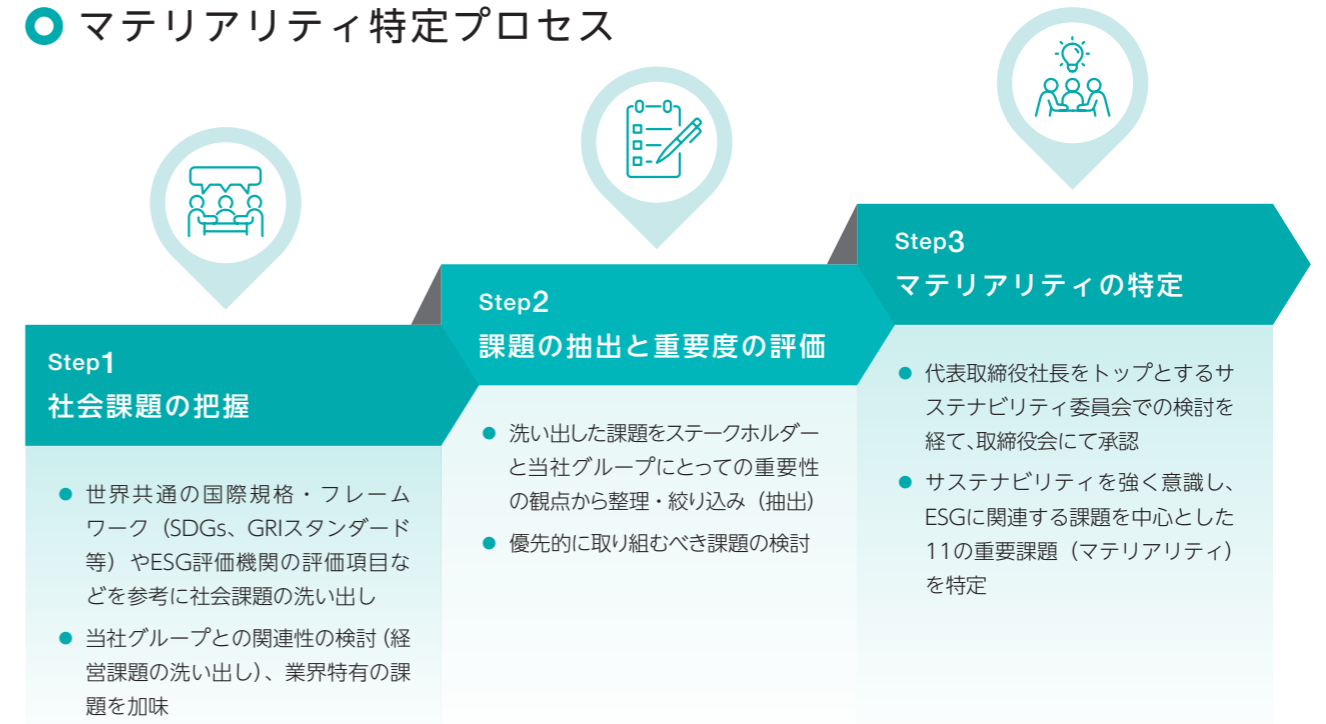 マテリアリティ特定プロセス
Step1
社会課題の把握
● 世界共通の国際規格・フレーム
ワーク（SDGs、GRIスタンダード
等）やESG評価機関の評価項目な
どを参考に社会課題の洗い出し
● 当社グループとの関連性の検討（経
営課題の洗い出し）、業界特有の課
題を加味
Step2
課題の抽出と重要度の評価
● 洗い出した課題をステークホルダー
と当社グループにとっての重要性
の観点から整理・絞り込み（抽出）
● 優先的に取り組むべき課題の検討
Step3
マテリアリティの特定
● 代表取締役社長をトップとするサ
ステナビリティ委員会での検討を
経て、取締役会にて承認
● サステナビリティを強く意識し、
ESGに関連する課題を中心とした
11の重要課題（マテリアリティ）
を特定